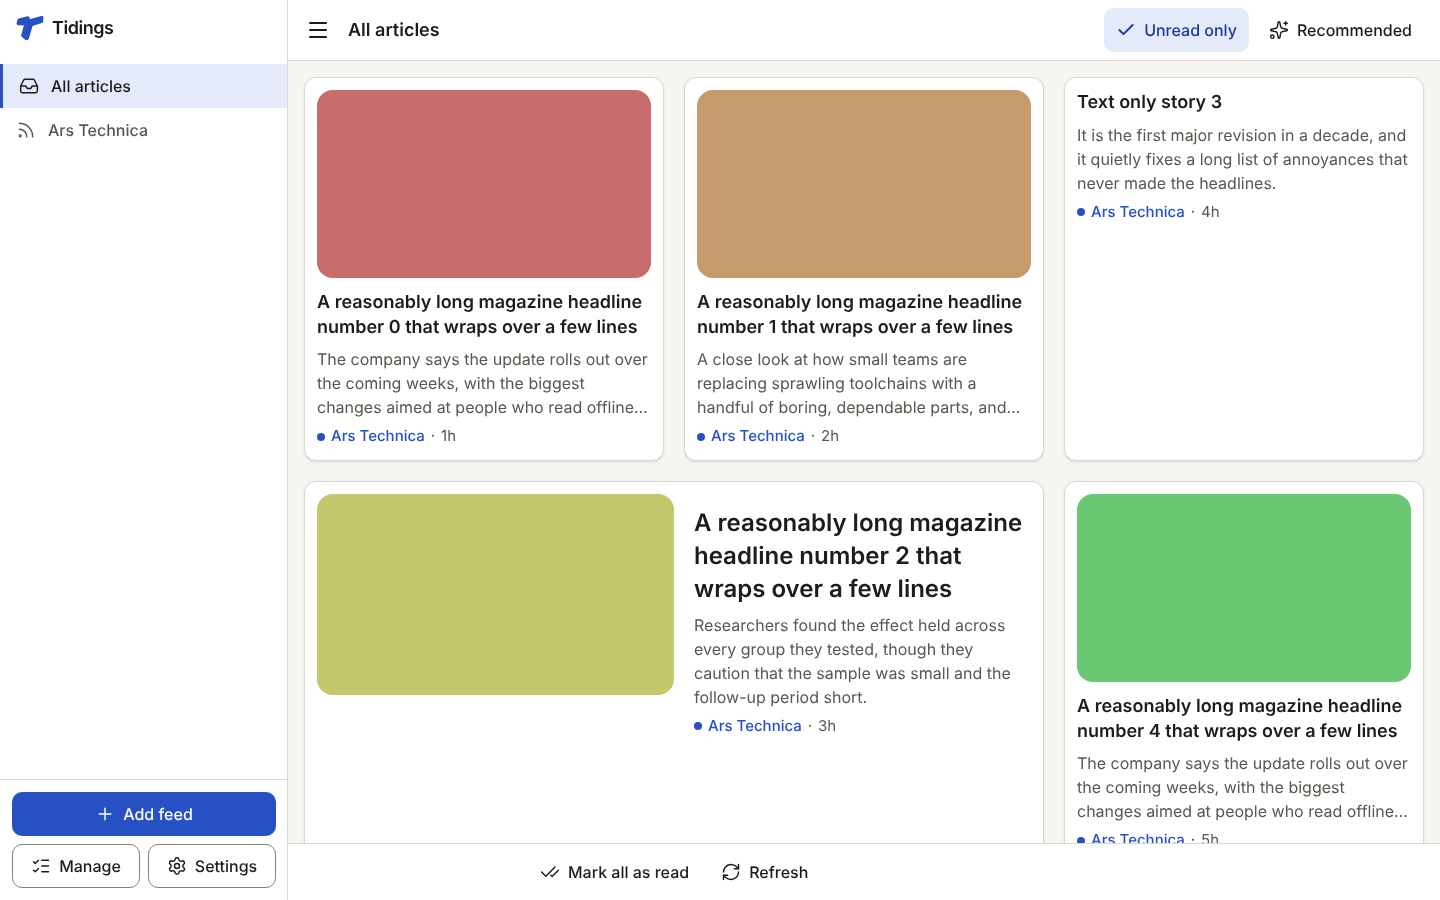 Tidings
All articles
Ars Technica
Add feed
Manage
Settings
All articles
Unread only
Recommended
A reasonably long magazine headline
number 0 that wraps over a few lines
The company says the update rolls out over
the coming weeks, with the biggest
changes aimed at people who read offline...
Ars Technica · 1h
A reasonably long magazine headline
number 1 that wraps over a few lines
A close look at how small teams are
replacing sprawling toolchains with a
handful of boring, dependable parts, and...
Ars Technica · 2h
Text only story 3
It is the first major revision in a decade, and
it quietly fixes a long list of annoyances that
never made the headlines.
Ars Technica · 4h
A reasonably long magazine
headline number 2 that
wraps over a few lines
Researchers found the effect held across
every group they tested, though they
caution that the sample was small and the
follow-up period short.
Ars Technica · 3h
A reasonably long magazine headline
number 4 that wraps over a few lines
The company says the update rolls out over
the coming weeks, with the biggest
changes aimed at people who read offline...
Ars Technica · 5h
Mark all as read
Refresh